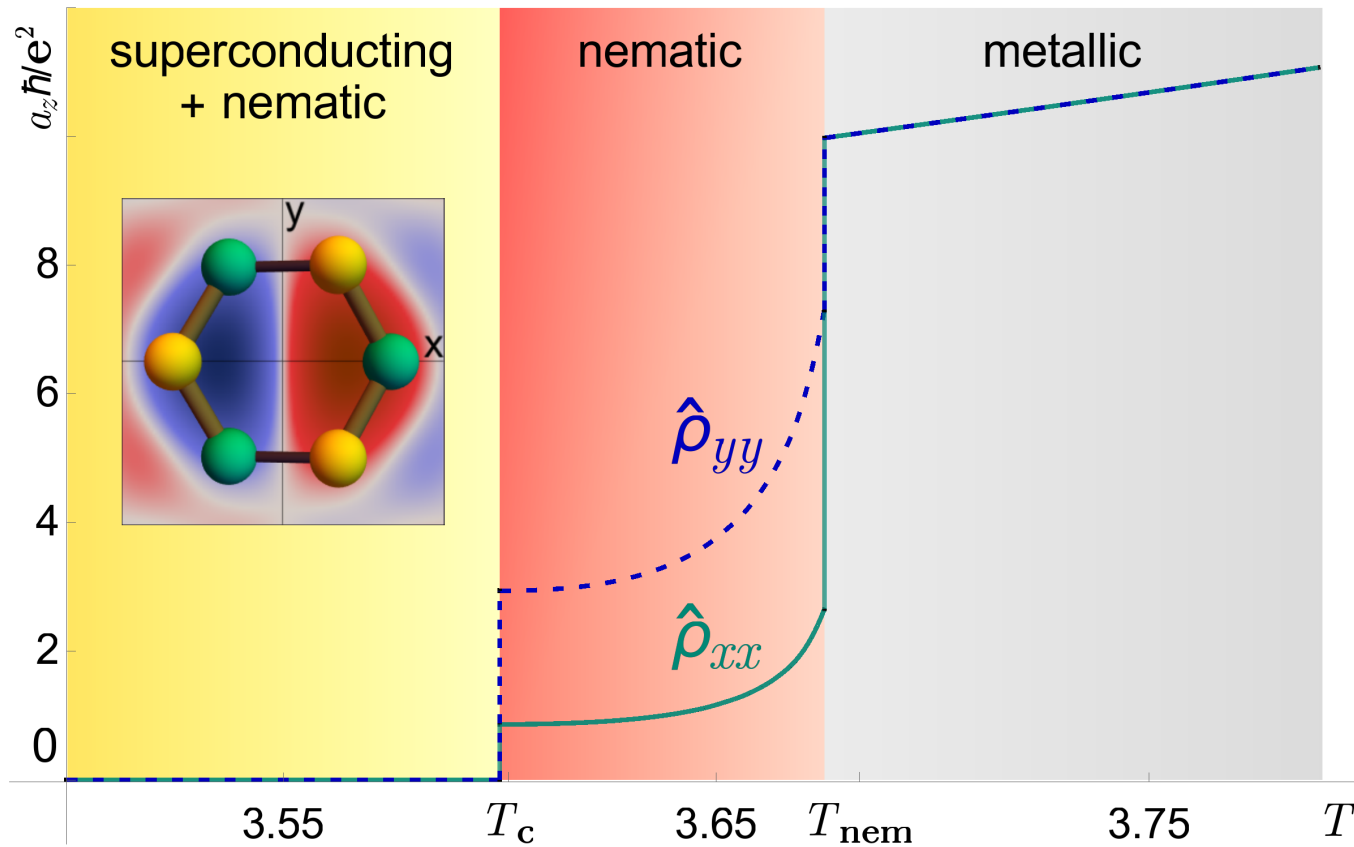 a_zħ/e²
superconducting
+ nematic
nematic
metallic
y
x
8
6
4
2
0
ρ̂_yy
ρ̂_xx
3.55
T_c
3.65
T_nem
3.75
T